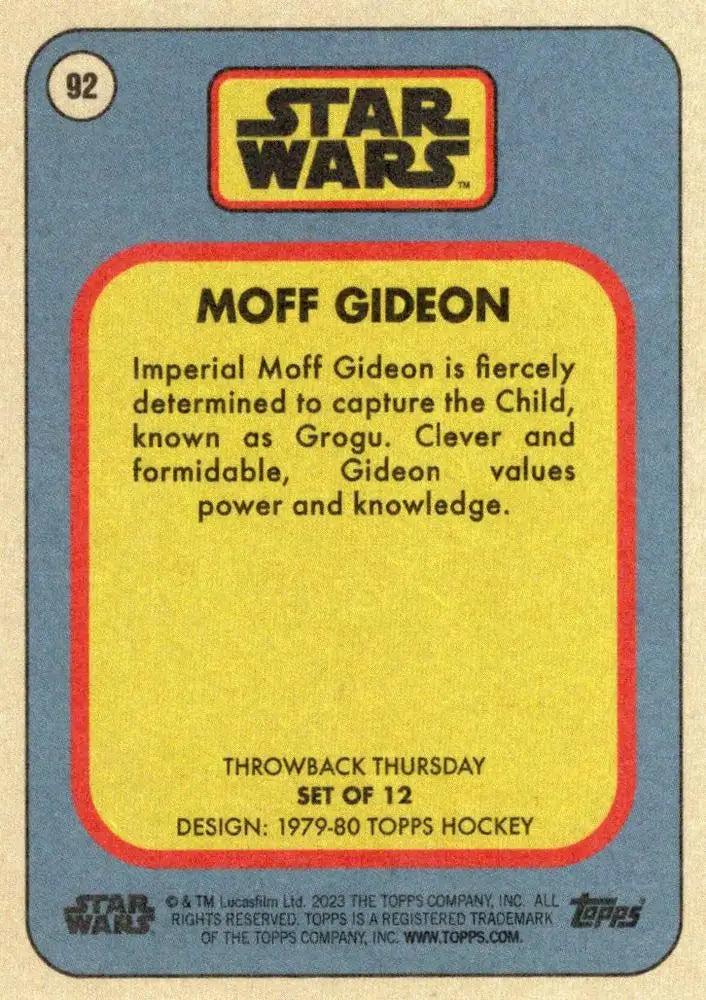 92
STAR
WARS™
MOFF GIDEON
Imperial Moff Gideon is fiercely
determined to capture the Child,
known as Grogu. Clever and
formidable, Gideon values
power and knowledge.
THROWBACK THURSDAY
SET OF 12
DESIGN: 1979-80 TOPPS HOCKEY
STAR
WARS
© & TM Lucasfilm Ltd. 2023 THE TOPPS COMPANY, INC. ALL
RIGHTS RESERVED. TOPPS IS A REGISTERED TRADEMARK
OF THE TOPPS COMPANY, INC. WWW.TOPPS.COM.
topps